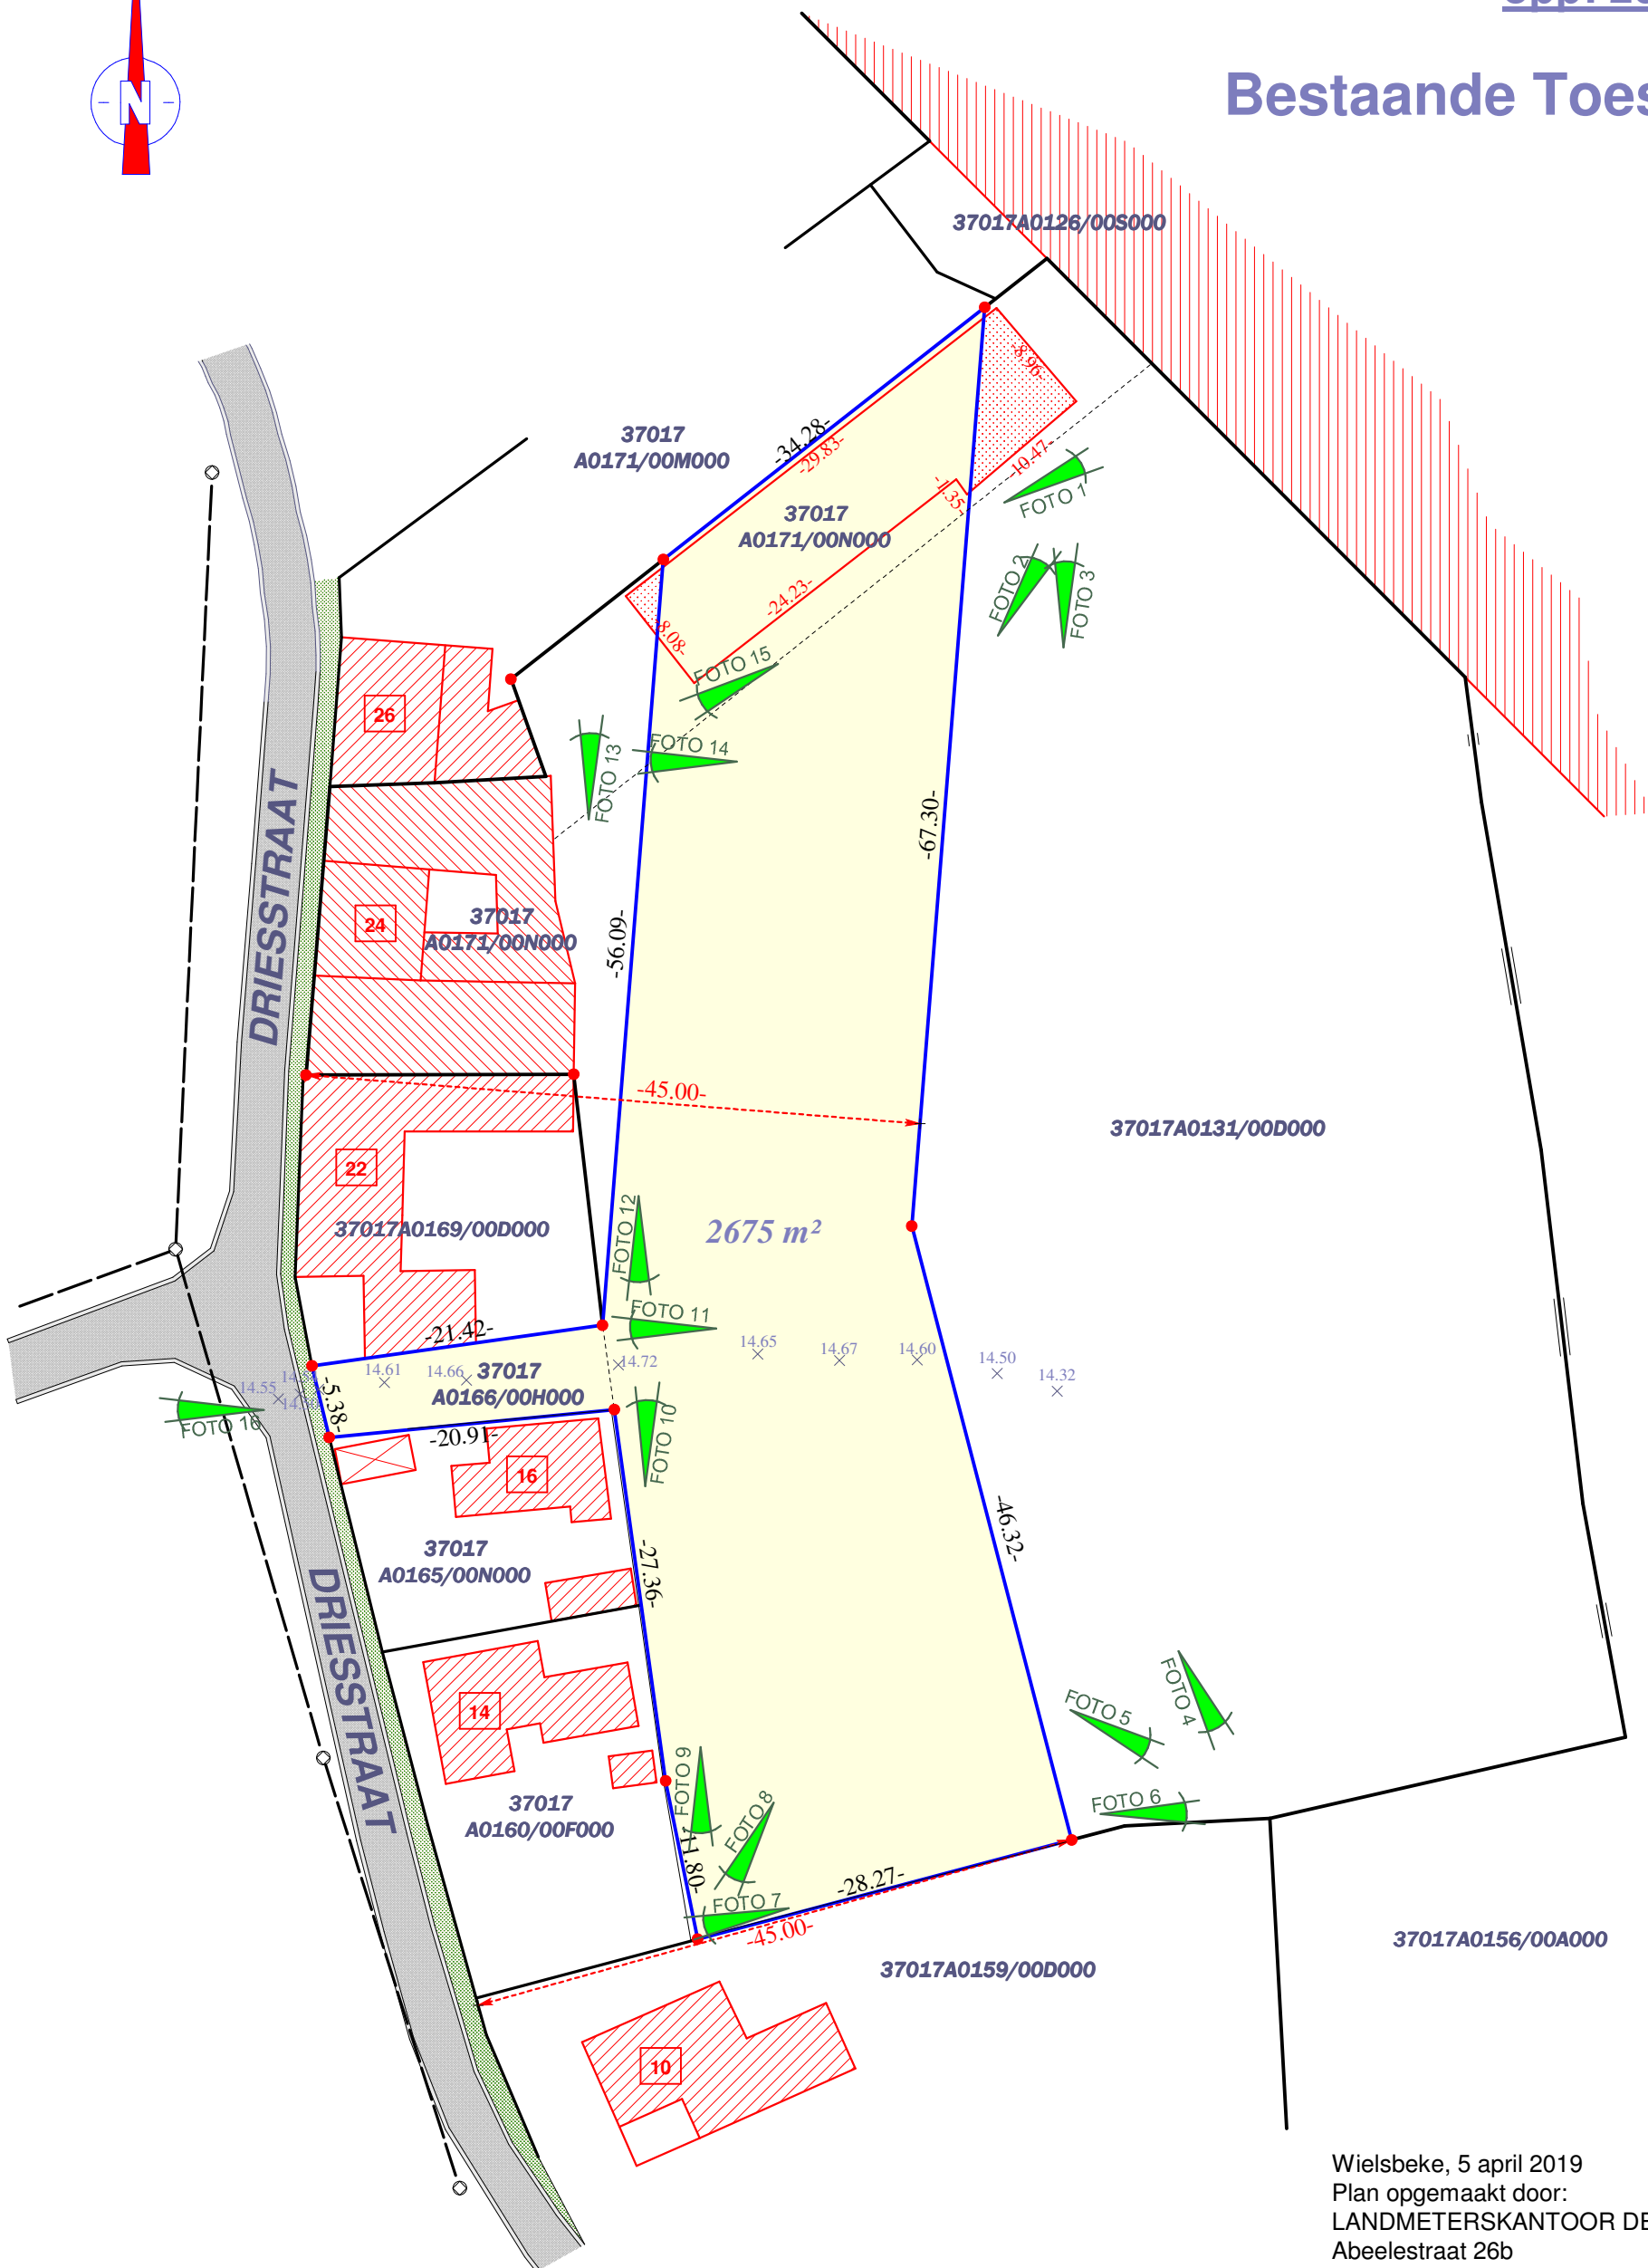 N
Bestaande
37017A0126/00S000
-8.96-
-34.28-
-29.83-
37017
A0171/00M000
-10.47-
-1.35-
FOTO 1
37017
A0171/00N000
FOTO 2
FOTO 3
-24.23-
-8.08-
FOTO 15
26
FOTO 14
FOTO 13
DRIESSTRAAT
-67.30-
24
37017
A0171/00N000
-56.09-
-45.00-
37017A0131/00D000
22
37017A0169/00D000
FOTO 12
2675 m²
FOTO 11
-21.42-
14.65
14.67
14.60
14.50
14.32
14.72
14.61
14.66
37017
A0166/00H000
14.55
-5.38-
FOTO 16
-20.91-
FOTO 10
16
-46.32-
37017
A0165/00N000
-27.36-
DRIESSTRAAT
14
FOTO 4
FOTO 5
FOTO 6
FOTO 9
FOTO 8
37017
A0160/00F000
-11.80-
-28.27-
FOTO 7
-45.00-
37017A0159/00D000
37017A0156/00A000
10
Wielsbeke, 5 april 2019
Plan opgemaakt door:
LANDMETERSKANTOOR
Abeelestraat 26b